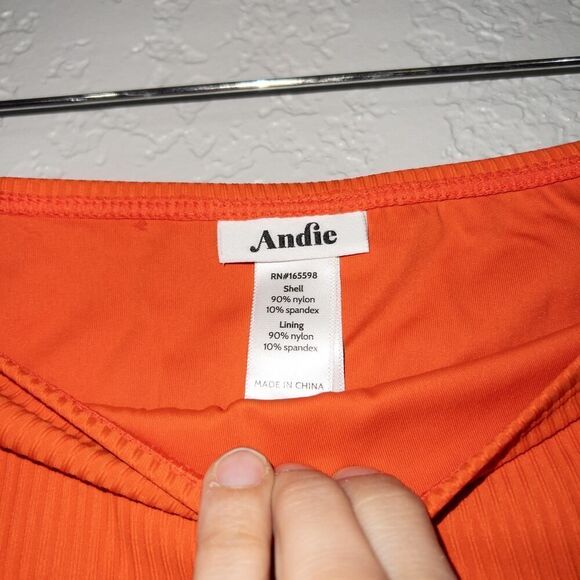 Andie
RN#165598
Shell
90% nylon
10% spandex
Lining
90% nylon
10% spandex
MADE IN CHINA